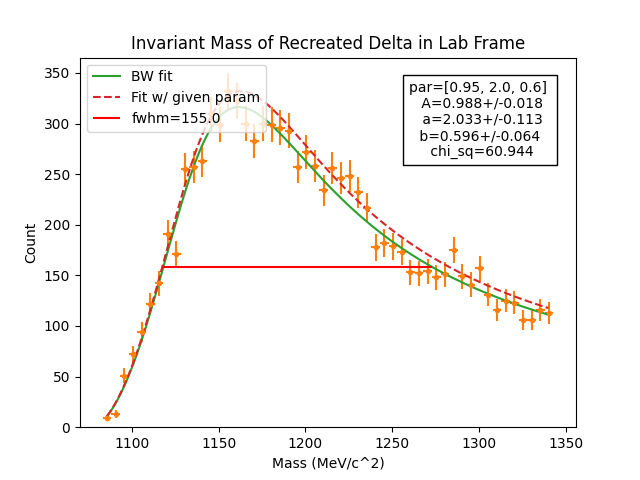 Invariant Mass of Recreated Delta in Lab Frame
BW fit
Fit w/ given param
fwhm=155.0
par=[0.95, 2.0, 0.6]
A=0.988+/-0.018
a=2.033+/-0.113
b=0.596+/-0.064
chi_sq=60.944
350
300
250
200
150
100
50
0
Count
1100
1150
1200
1250
1300
1350
Mass (MeV/c^2)